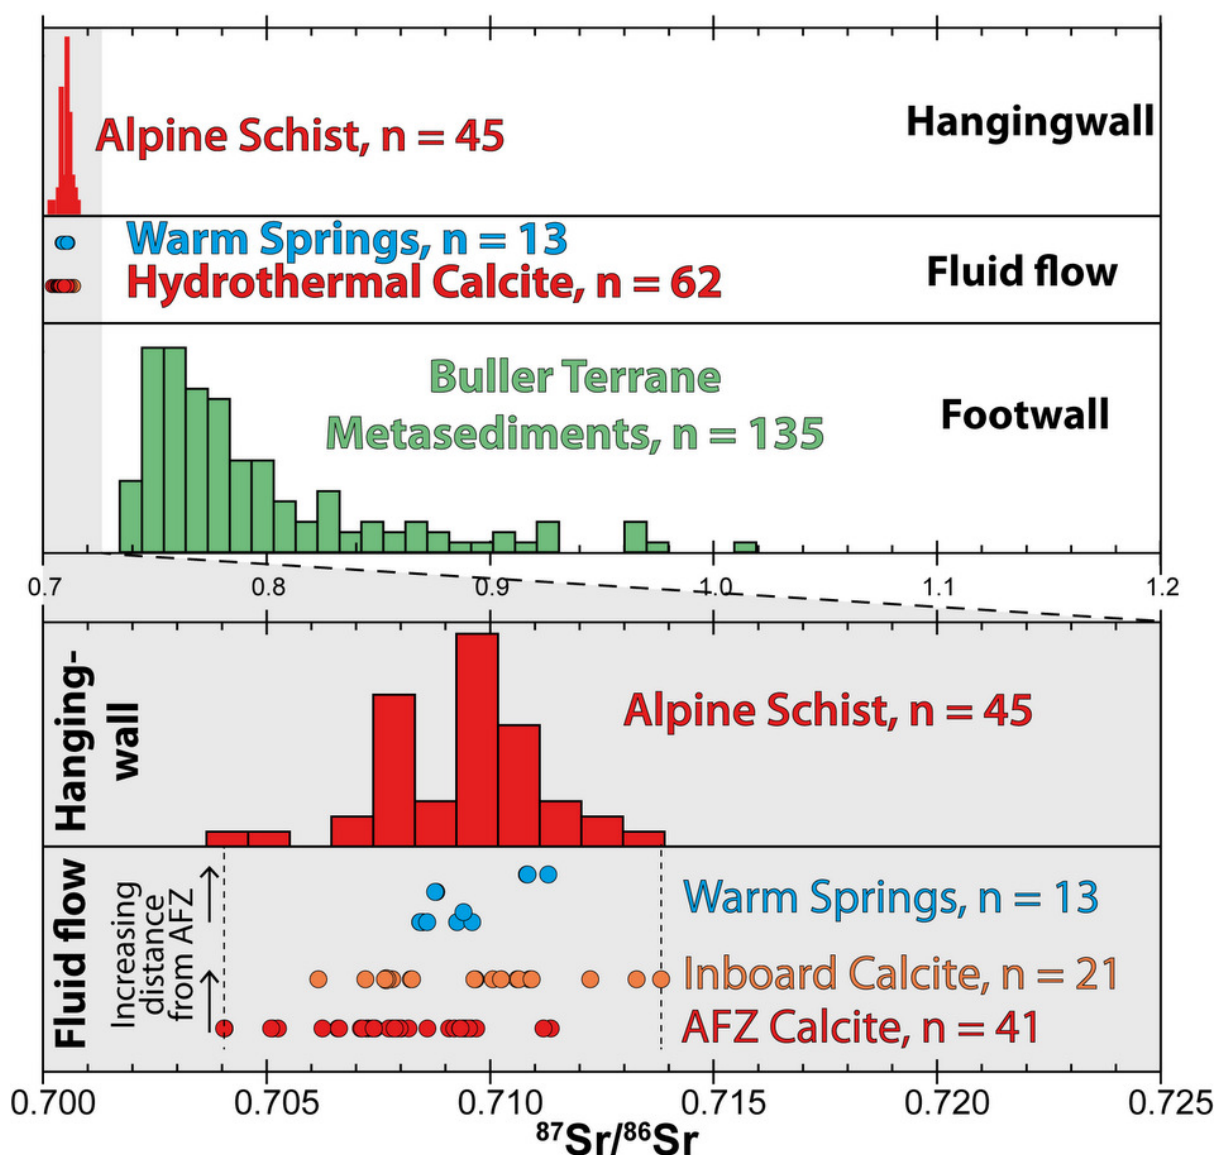 Alpine Schist, n = 45
Hangingwall
Warm Springs, n = 13
Hydrothermal Calcite, n = 62
Fluid flow
Buller Terrane
Metasediments, n = 135
Footwall
0.7 0.8 0.9 1.0 1.1 1.2
Hanging-
wall
Alpine Schist, n = 45
Fluid flow
Increasing
distance
from AFZ
Warm Springs, n = 13
Inboard Calcite, n = 21
AFZ Calcite, n = 41
0.700 0.705 0.710 0.715 0.720 0.725
⁸⁷Sr/⁸⁶Sr